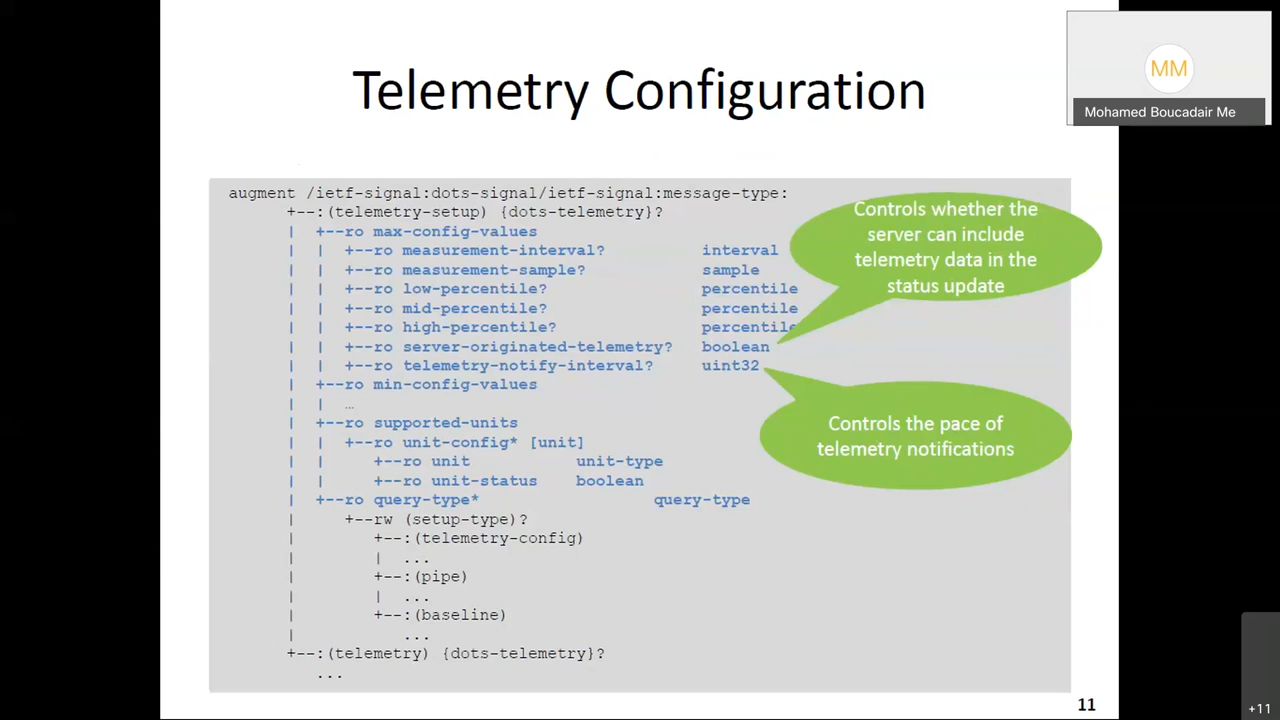 Telemetry Configuration
MM
Mohamed Boucadair Me
augment /ietf-signal:dots-signal/ietf-signal:message-type:
+--:(telemetry-setup) {dots-telemetry}?
| +--ro max-config-values
| | +--ro measurement-interval? interval
| | +--ro measurement-sample? sample
| | +--ro low-percentile? percentile
| | +--ro mid-percentile? percentile
| | +--ro high-percentile? percentile
| | +--ro server-originated-telemetry? boolean
| | +--ro telemetry-notify-interval? uint32
| +--ro min-config-values
| | …
| +--ro supported-units
| | +--ro unit-config* [unit]
| | +--ro unit unit-type
| | +--ro unit-status boolean
| +--ro query-type* query-type
| +--rw (setup-type)?
| +--:(telemetry-config)
| | ...
| +--:(pipe)
| | ...
| +--:(baseline)
| ...
+--:(telemetry) {dots-telemetry}?
...
Controls whether the
server can include
telemetry data in the
status update
Controls the pace of
telemetry notifications
11
+11